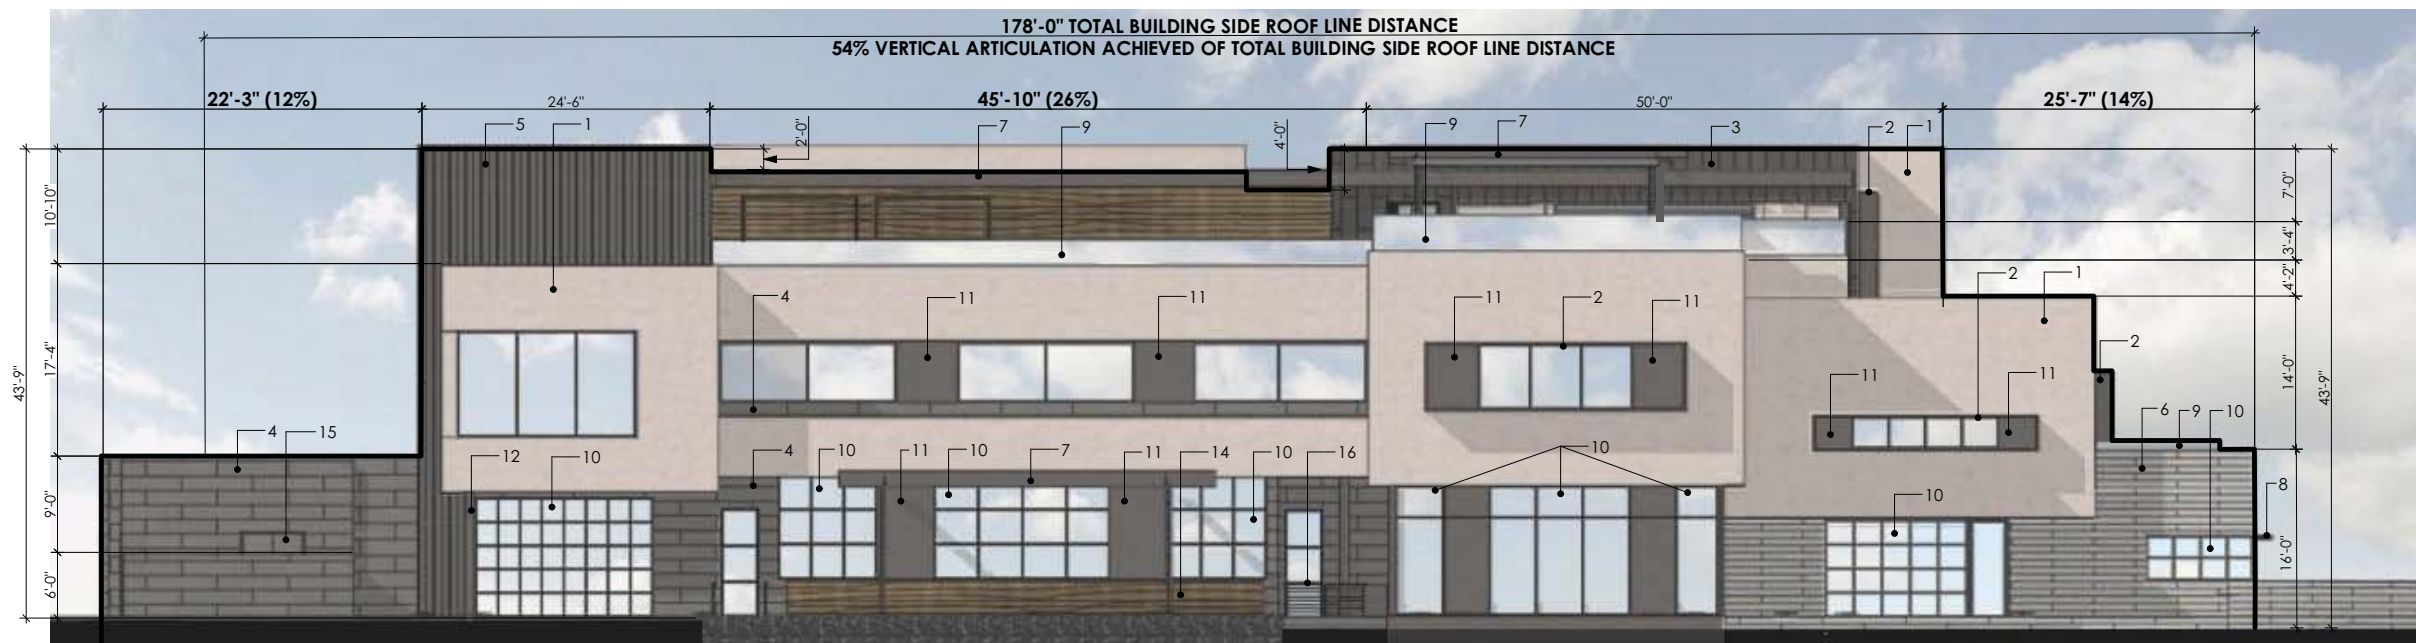 178'-0" TOTAL BUILDING SIDE ROOF LINE DISTANCE
54% VERTICAL ARTICULATION ACHIEVED OF TOTAL BUILDING SIDE ROOF LINE DISTANCE
22'-3" (12%) 24'-6" 45'-10" (26%) 50'-0" 25'-7" (14%)
5 1 2'-0" 7 9 4'-0" 9 7 3 2 1
10'-10" 7'-0"
3'-4"
4'-2"
4 11 11 11 2 11 2 1
43'-9" 17'-4" 14'-0" 43'-9"
2
11 11
4 15 12 10 4 10 11 10 7 11 14 10 16 10 6 9 10
9'-0" 10 8
6'-0" 16'-0"